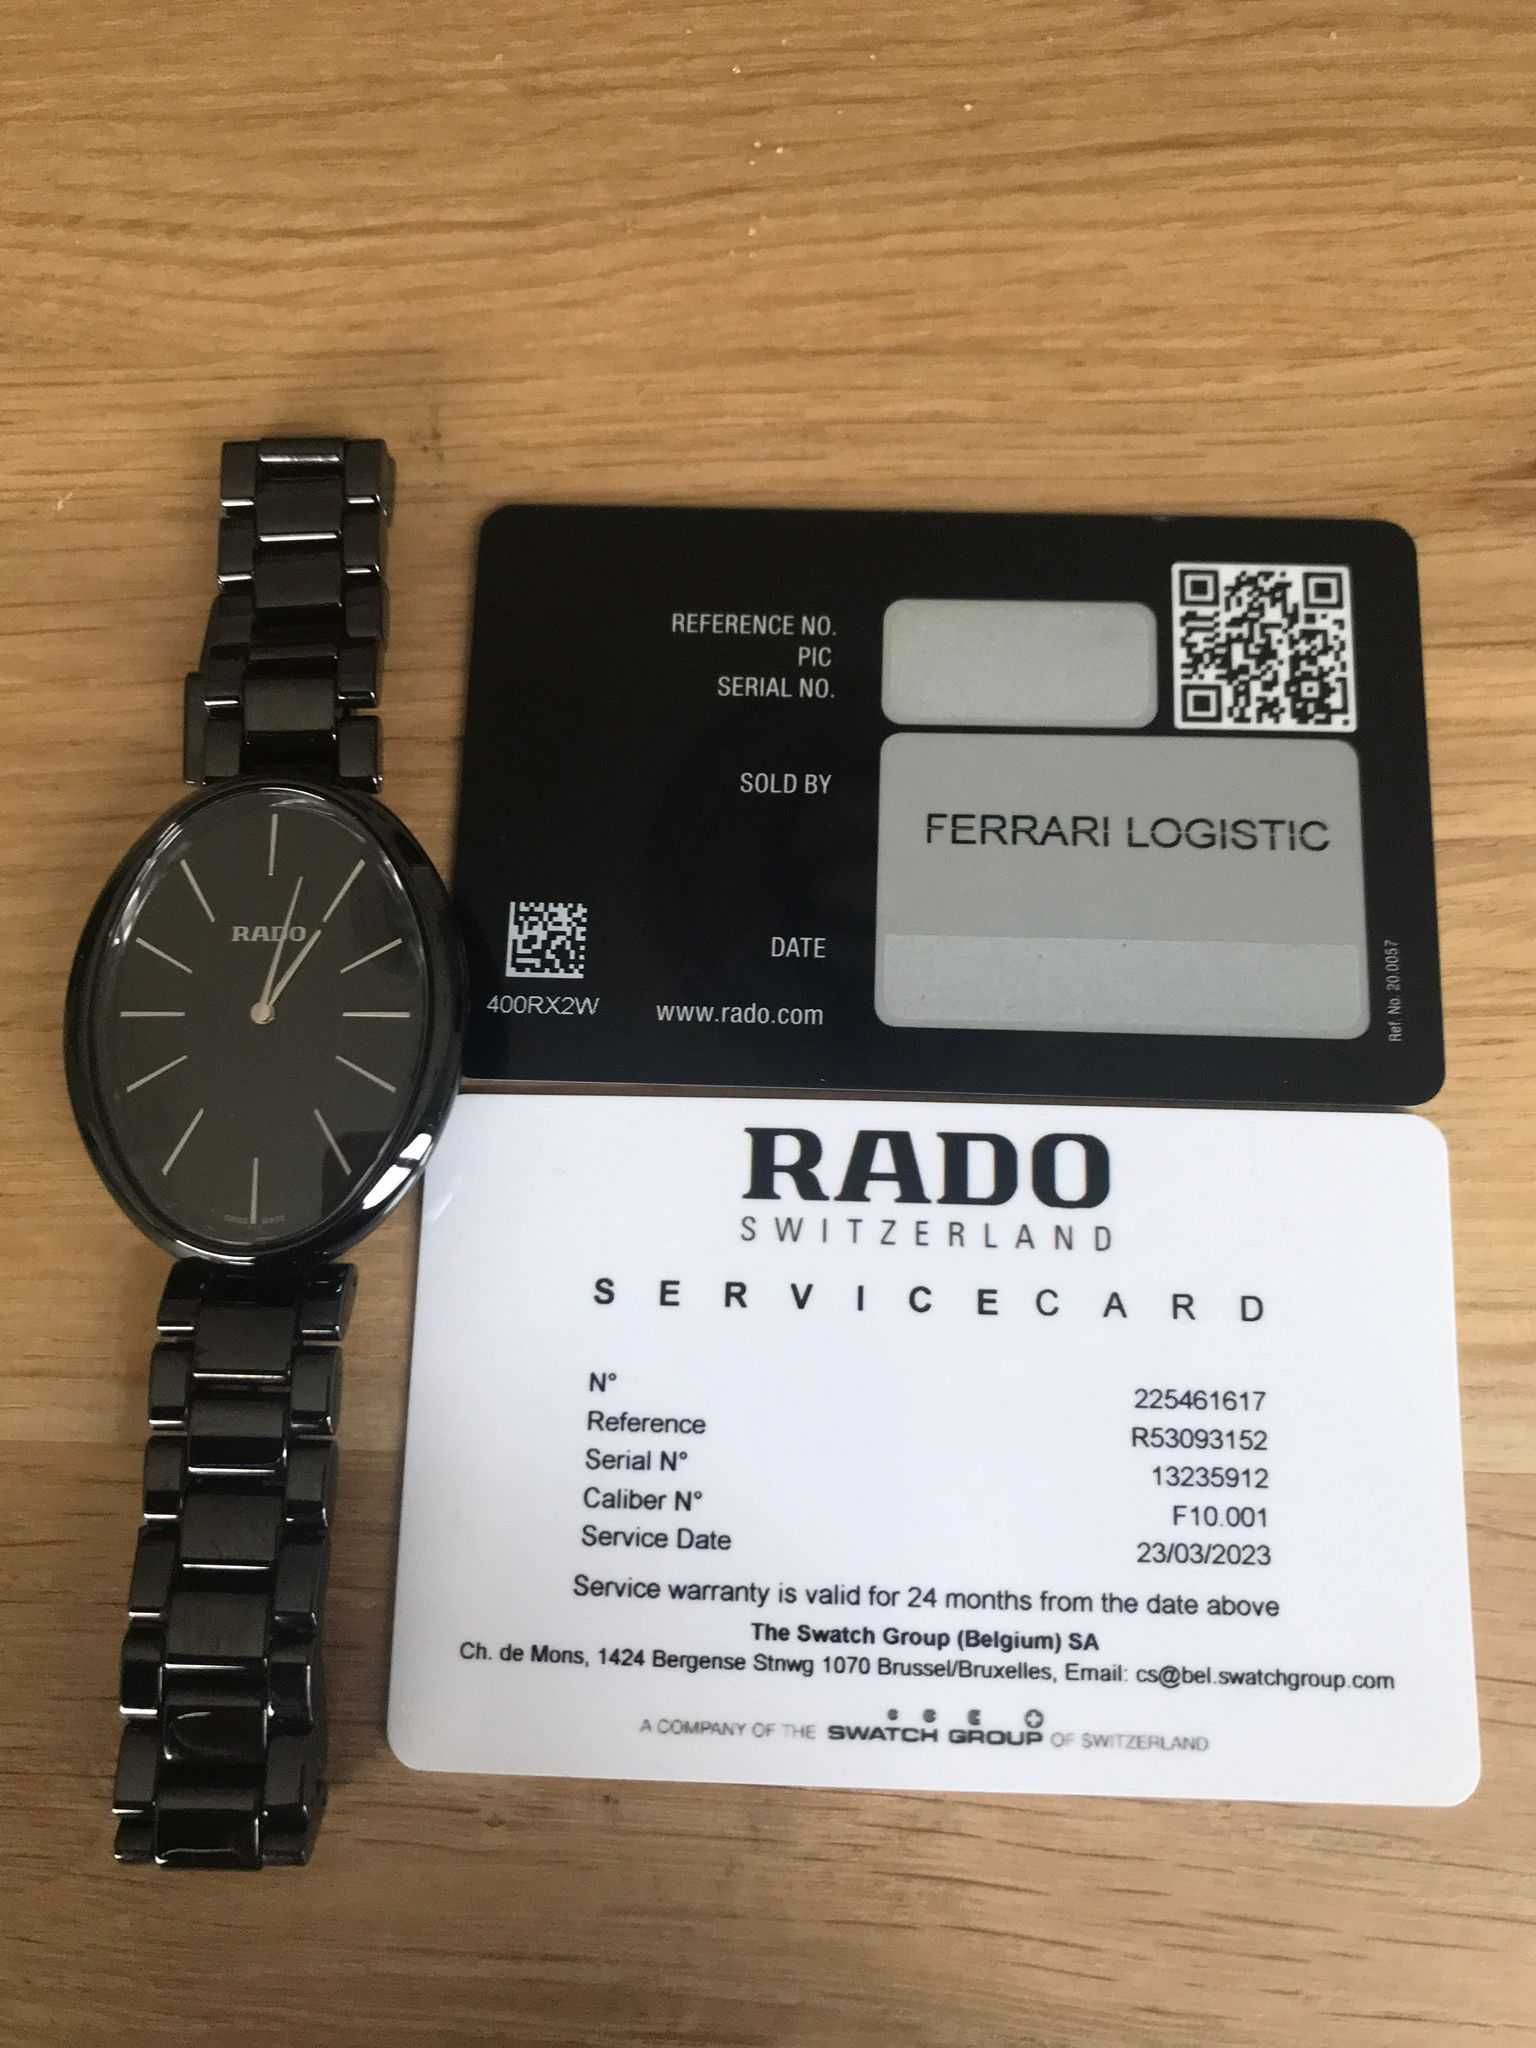 RADO
SWISS MADE
REFERENCE NO.
PIC
SERIAL NO.
SOLD BY
FERRARI LOGISTIC
DATE
400RX2W
www.rado.com
Ref. No. 20.0057
RADO
SWITZERLAND
SERVICECARD
N° 225461617
Reference R53093152
Serial N° 13235912
Caliber N° F10.001
Service Date 23/03/2023
Service warranty is valid for 24 months from the date above
The Swatch Group (Belgium) SA
Ch. de Mons, 1424 Bergense Stnwg 1070 Brussel/Bruxelles, Email: cs@bel.swatchgroup.com
A COMPANY OF THE SWATCH GROUP OF SWITZERLAND